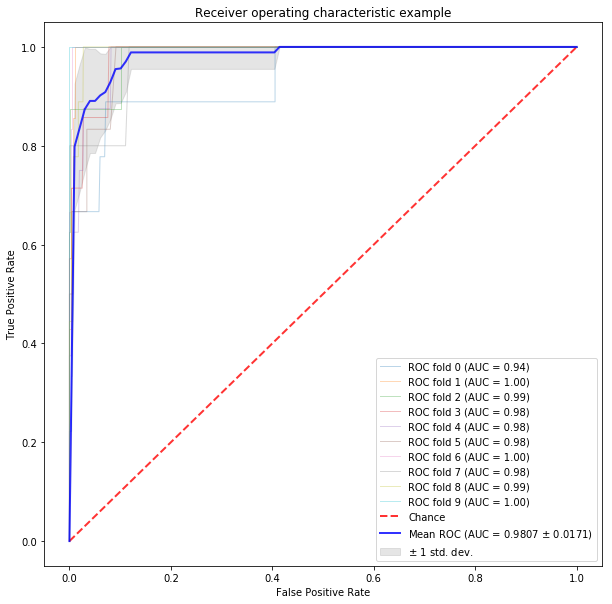 Receiver operating characteristic example
True Positive Rate
1.0
0.8
0.6
0.4
0.2
0.0
ROC fold 0 (AUC = 0.94)
ROC fold 1 (AUC = 1.00)
ROC fold 2 (AUC = 0.99)
ROC fold 3 (AUC = 0.98)
ROC fold 4 (AUC = 0.98)
ROC fold 5 (AUC = 0.98)
ROC fold 6 (AUC = 1.00)
ROC fold 7 (AUC = 0.98)
ROC fold 8 (AUC = 0.99)
ROC fold 9 (AUC = 1.00)
Chance
Mean ROC (AUC = 0.9807 ± 0.0171)
± 1 std. dev.
0.0 0.2 0.4 0.6 0.8 1.0
False Positive Rate